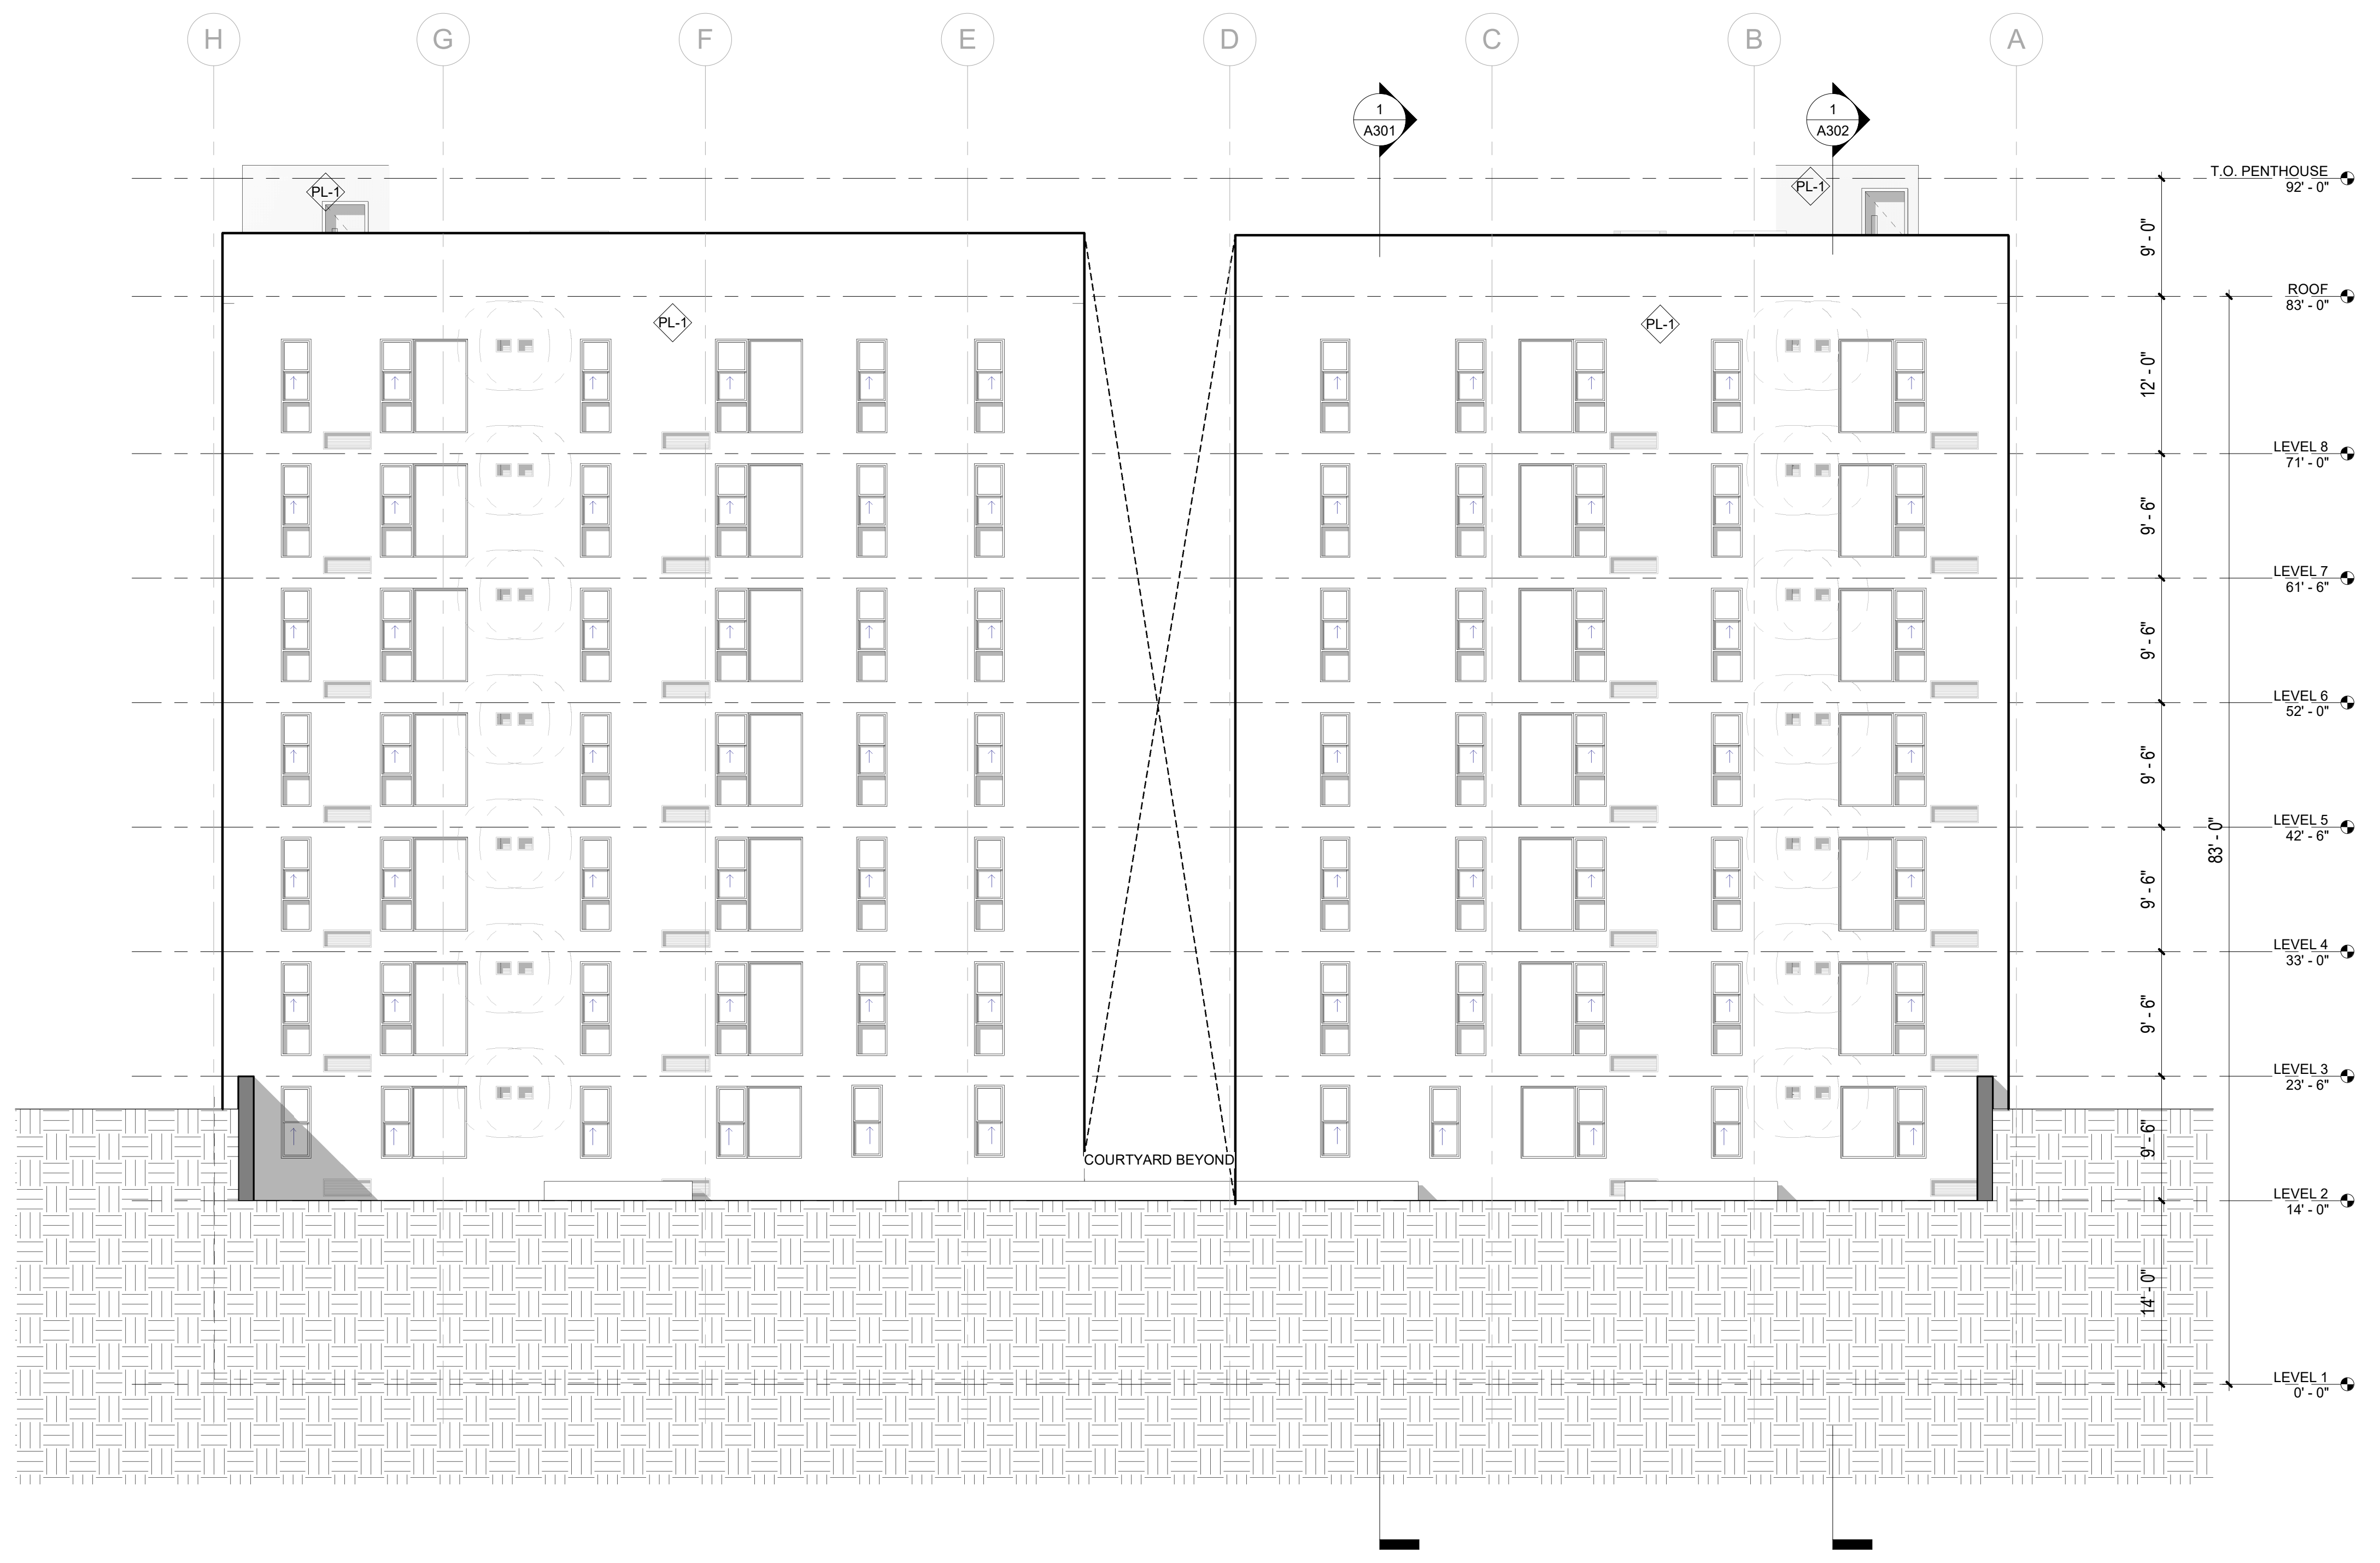 H G F E D C B A
1
A301
1
A302
T.O. PENTHOUSE
92' - 0"
PL-1
PL-1
9' - 0"
ROOF
83' - 0"
PL-1
PL-1
12' - 0"
LEVEL 8
71' - 0"
9' - 6"
LEVEL 7
61' - 6"
9' - 6"
LEVEL 6
52' - 0"
9' - 6"
LEVEL 5
42' - 6"
83' - 0"
9' - 6"
LEVEL 4
33' - 0"
9' - 6"
LEVEL 3
23' - 6"
9' - 6"
COURTYARD BEYOND
LEVEL 2
14' - 0"
14' - 0"
LEVEL 1
0' - 0"